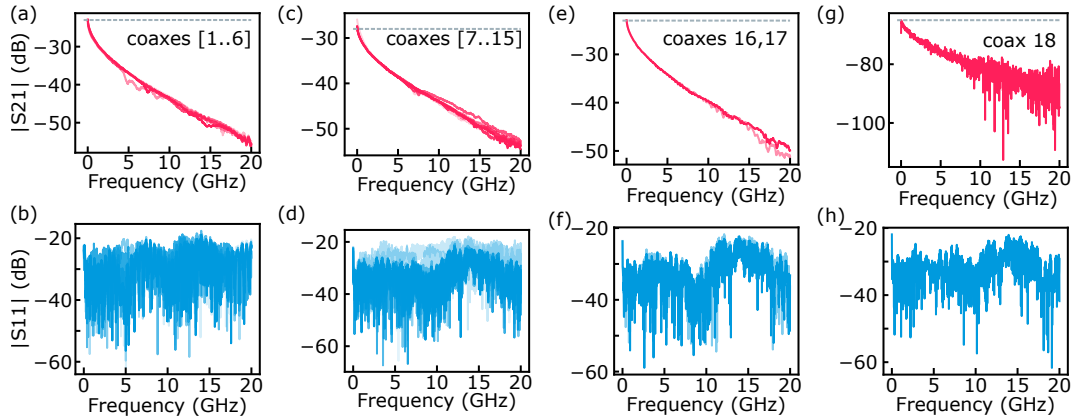 (a)
coaxes [1..6]
|S21| (dB)
−30
−40
−50
0 5 10 15 20
Frequency (GHz)
(c)
coaxes [7..15]
−30
−40
−50
0 5 10 15 20
Frequency (GHz)
(e)
coaxes 16,17
−30
−40
−50
0 5 10 15 20
Frequency (GHz)
(g)
coax 18
−80
−100
0 5 10 15 20
Frequency (GHz)
(b)
|S11| (dB)
−20
−40
−60
0 5 10 15 20
Frequency (GHz)
(d)
−20
−40
−60
0 5 10 15 20
Frequency (GHz)
(f)
−20
−40
−60
0 5 10 15 20
Frequency (GHz)
(h)
−20
−40
−60
0 5 10 15 20
Frequency (GHz)